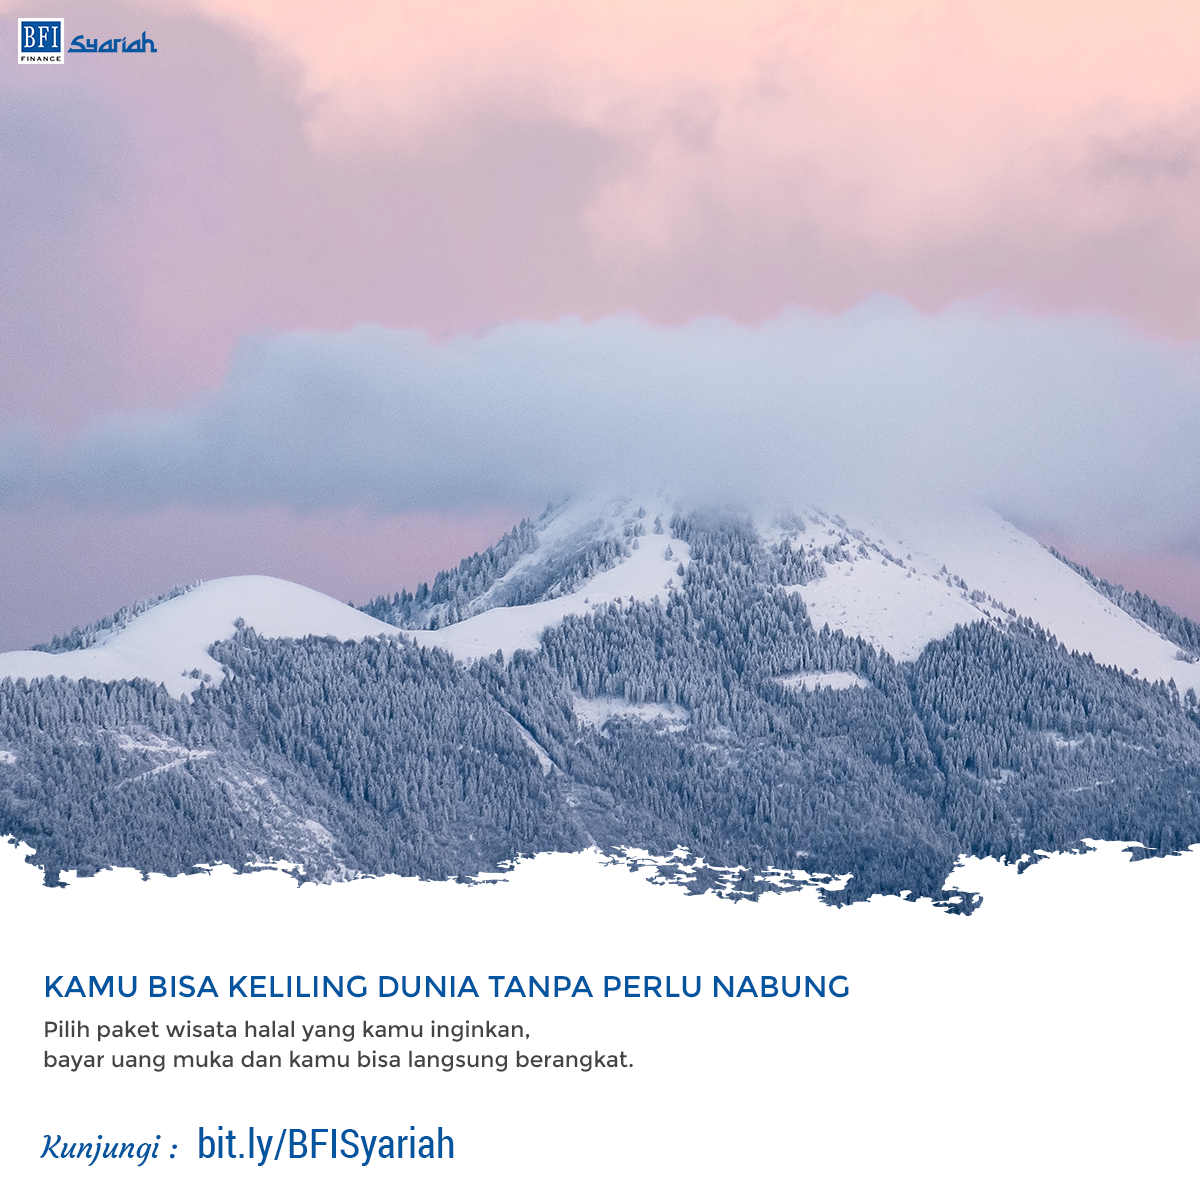 BFI Syariah
FINANCE
KAMU BISA KELILING DUNIA TANPA PERLU NABUNG
Pilih paket wisata halal yang kamu inginkan,
bayar uang muka dan kamu bisa langsung berangkat.
Kunjungi : bit.ly/BFISyariah